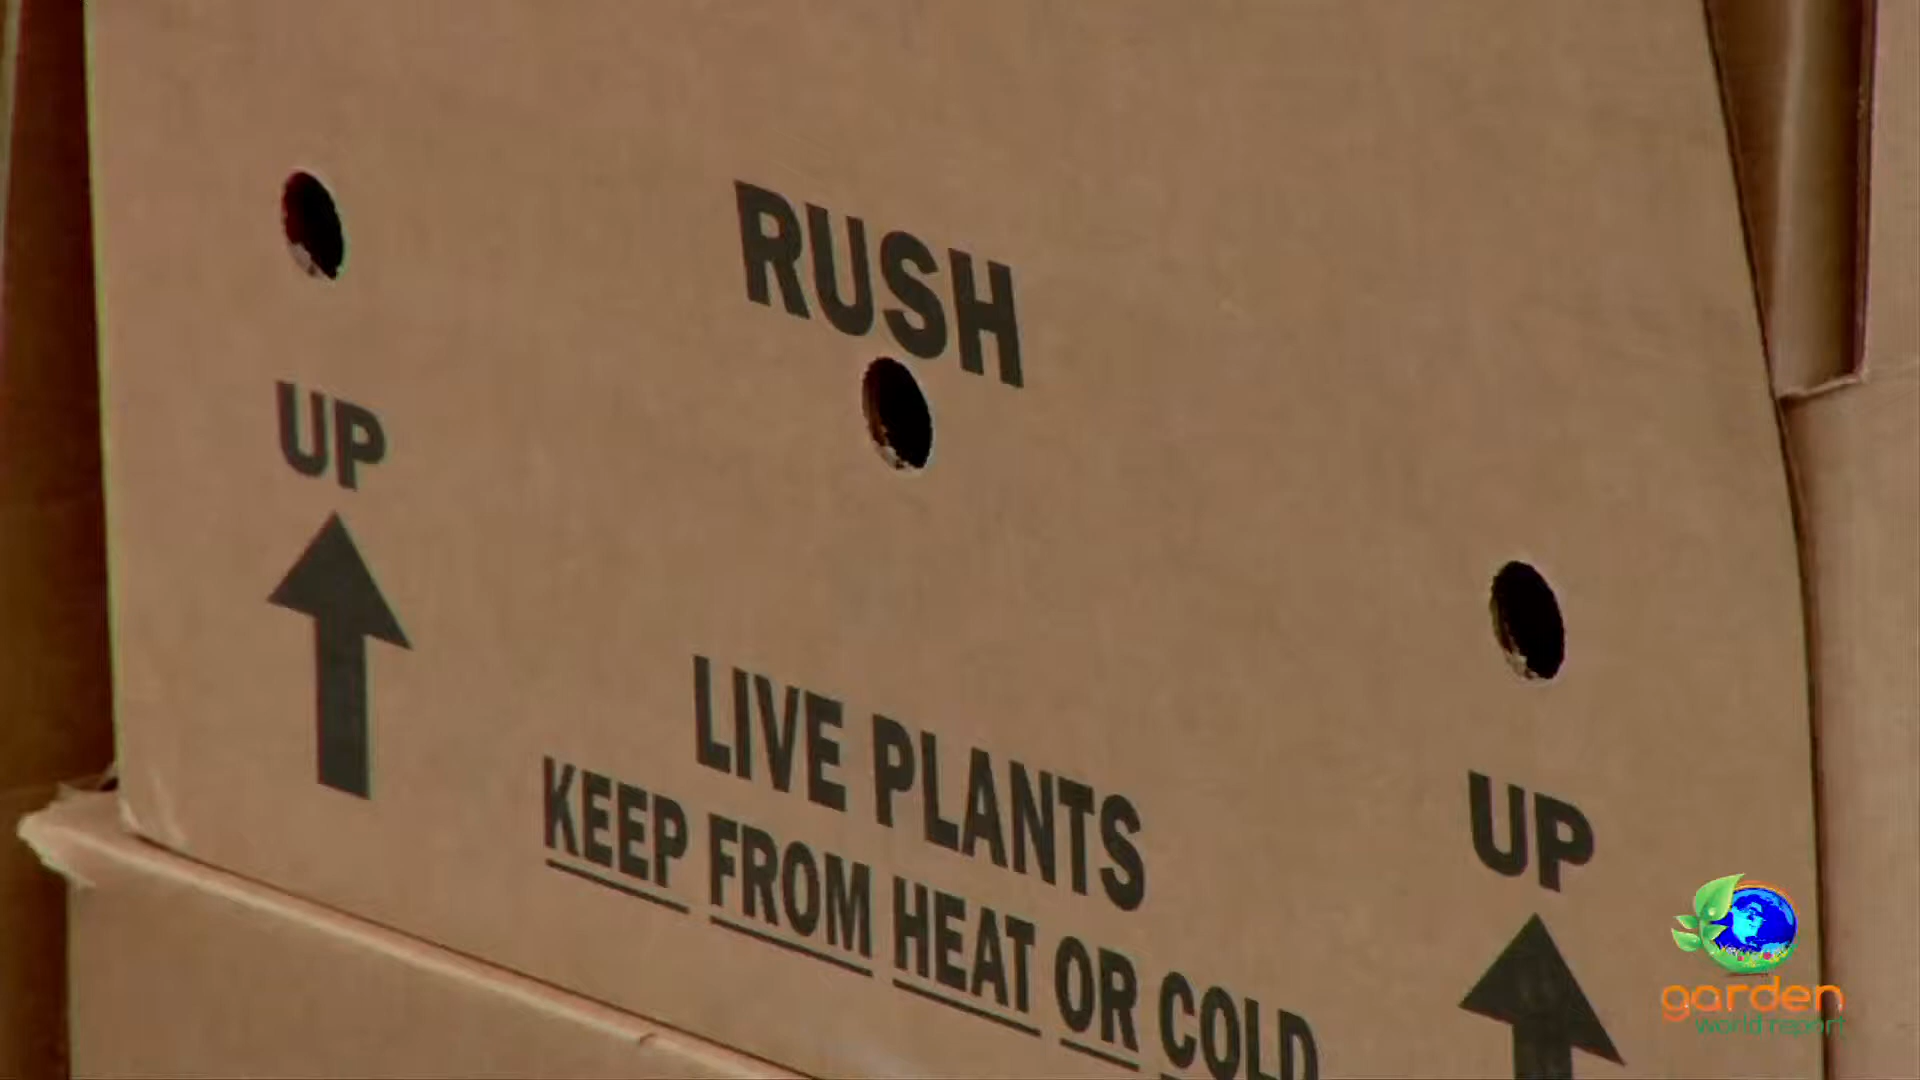 RUSH
UP
LIVE PLANTS
KEEP FROM HEAT OR COLD
UP
garden
world report